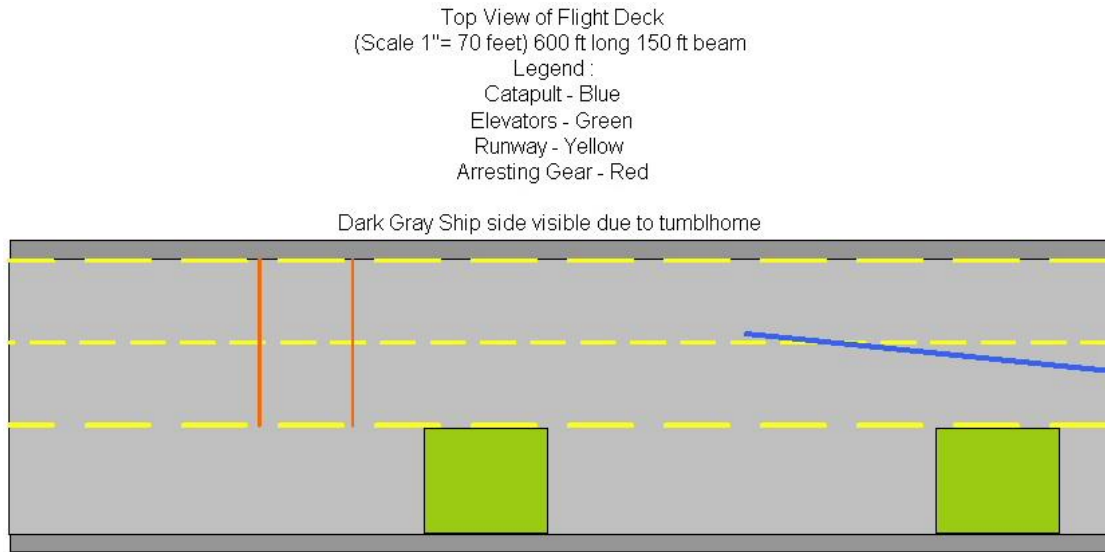 Top View of Flight Deck
(Scale 1"= 70 feet) 600 ft long 150 ft beam
Legend :
Catapult - Blue
Elevators - Green
Runway - Yellow
Arresting Gear - Red
Dark Gray Ship side visible due to tumblhome